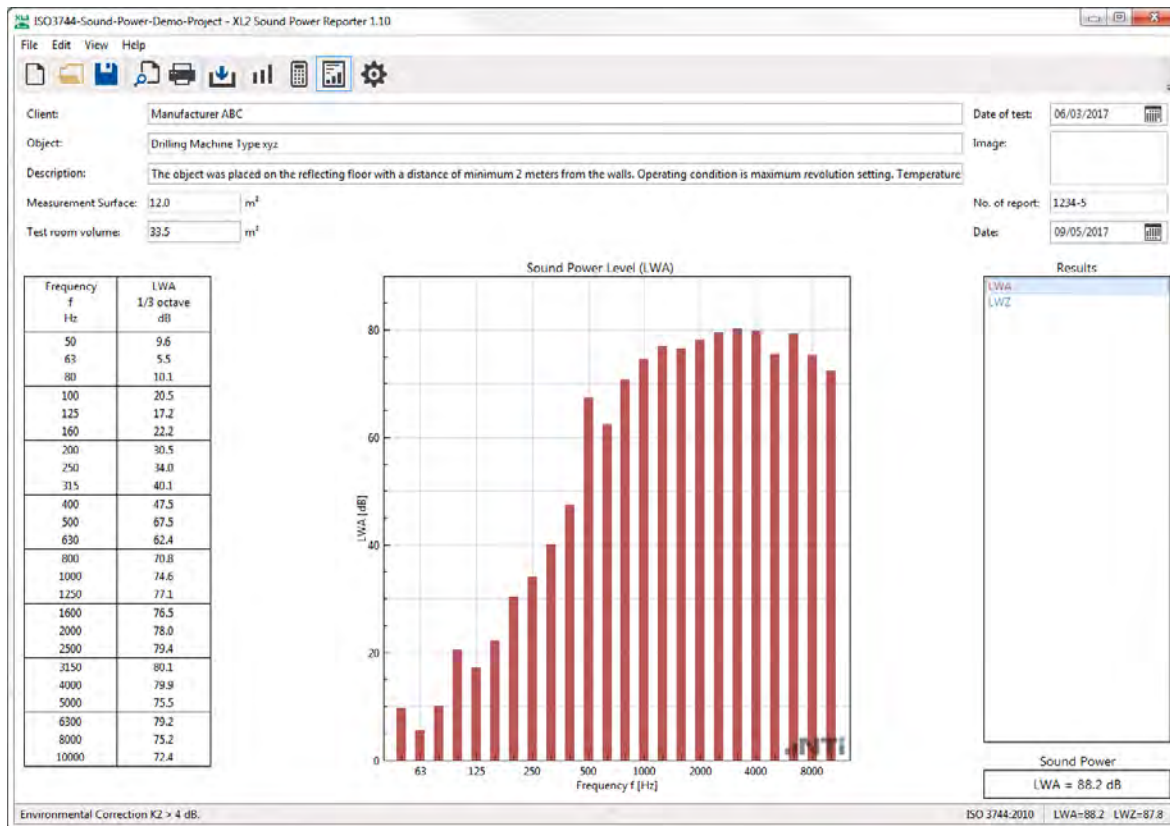 ISO3744-Sound-Power-Demo-Project - XL2 Sound Power Reporter 1.10
File Edit View Help
Client: Manufacturer ABC Date of test: 06/03/2017
Object: Drilling Machine Type xyz Image:
Description: The object was placed on the reflecting floor with a distance of minimum 2 meters from the walls. Operating condition is maximum revolution setting. Temperature
Measurement Surface: 12.0 m² No. of report: 1234-5
Test room volume: 33.5 m² Date: 09/05/2017
Frequency LWA
f 1/3 octave
Hz dB
50 9.6
63 5.5
80 10.1
100 20.5
125 17.2
160 22.2
200 30.5
250 34.0
315 40.1
400 47.5
500 67.5
630 62.4
800 70.8
1000 74.6
1250 77.1
1600 76.5
2000 78.0
2500 79.4
3150 80.1
4000 79.9
5000 75.5
6300 79.2
8000 75.2
10000 72.4
Sound Power Level (LWA)
LWA [dB]
80
60
40
20
0
63 125 250 500 1000 2000 4000 8000
Frequency f [Hz]
NTi
Results
LWA
LWZ
Sound Power
LWA = 88.2 dB
Environmental Correction K2 > 4 dB. ISO 3744:2010 LWA=88.2 LWZ=87.8